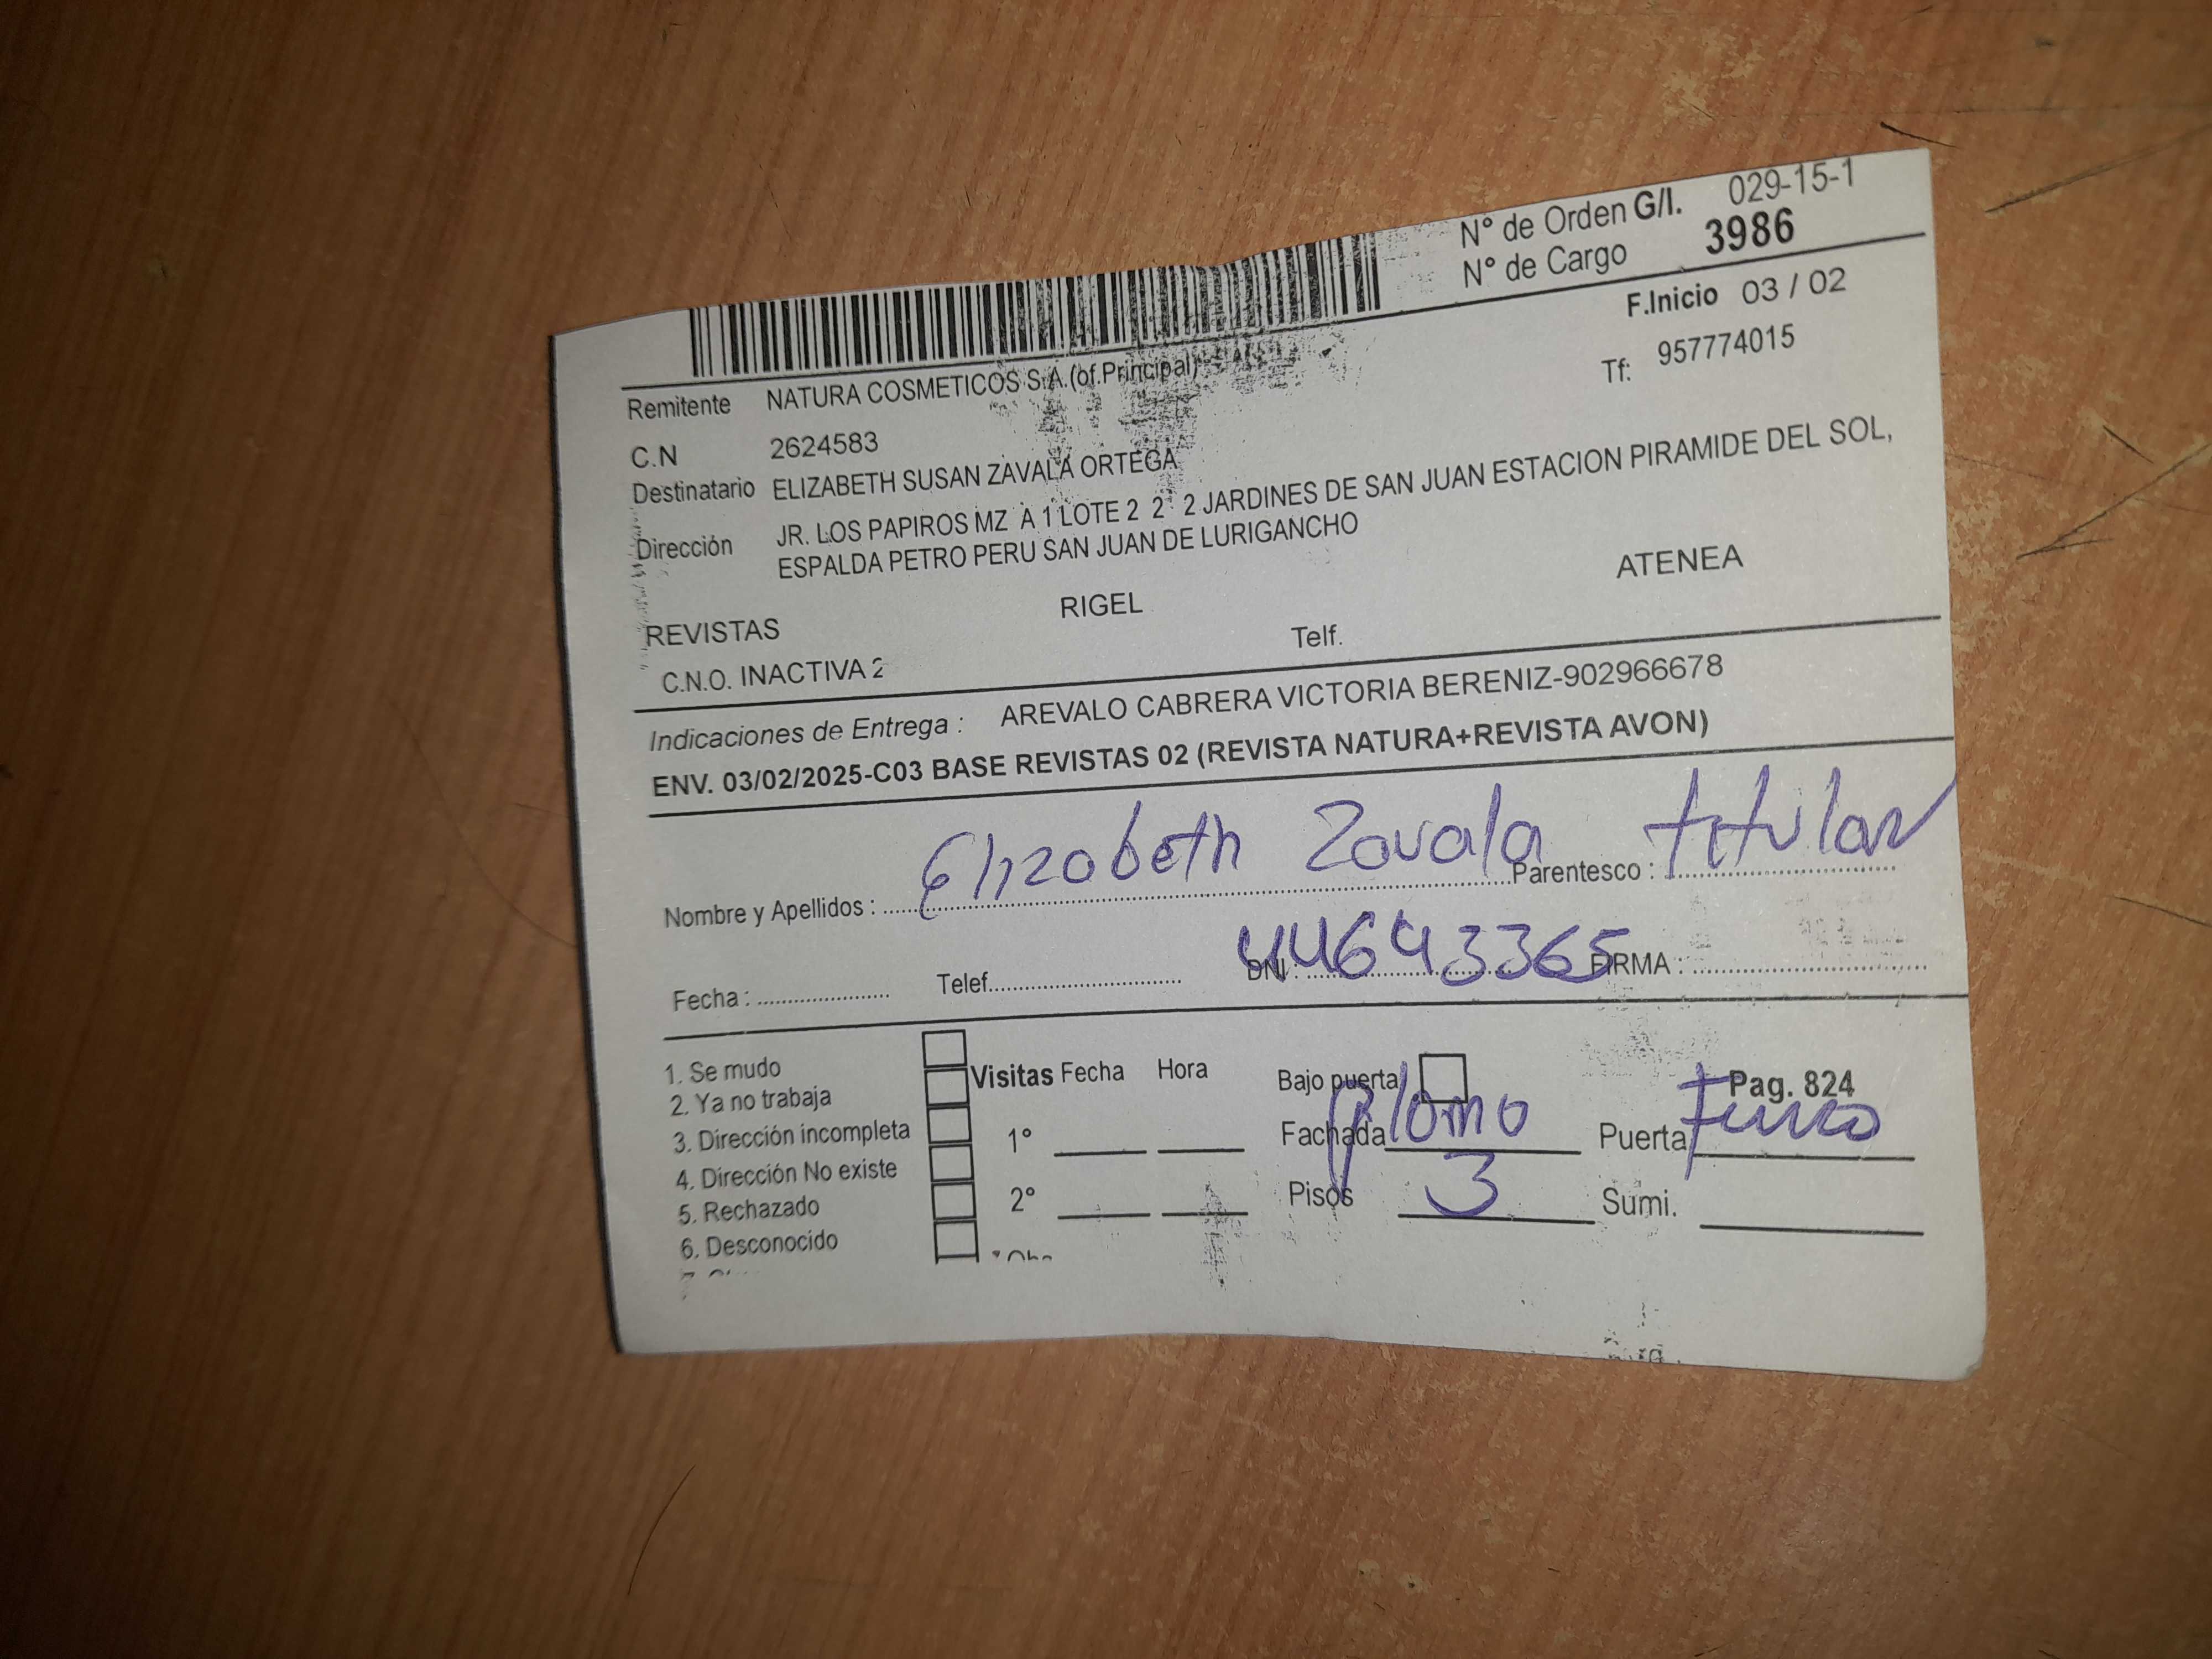 N° de Orden G/I. 029-15-1
N° de Cargo 3986
F.Inicio 03 / 02
Remitente NATURA COSMETICOS S.A.(of.Principal) Tf: 957774015
C.N 2624583
Destinatario ELIZABETH SUSAN ZAVALA ORTEGA
Dirección JR. LOS PAPIROS MZ A 1 LOTE 2 2 2 JARDINES DE SAN JUAN ESTACION PIRAMIDE DEL SOL,
ESPALDA PETRO PERU SAN JUAN DE LURIGANCHO
REVISTAS RIGEL ATENEA
C.N.O. INACTIVA 2 Telf.
Indicaciones de Entrega : AREVALO CABRERA VICTORIA BERENIZ-902966678
ENV. 03/02/2025-C03 BASE REVISTAS 02 (REVISTA NATURA+REVISTA AVON)
Nombre y Apellidos : Elizabeth Zavala Parentesco : titular
Fecha : Telef. DNI : 44643365 FIRMA :
1. Se mudo
2. Ya no trabaja
3. Dirección incompleta
4. Dirección No existe
5. Rechazado
6. Desconocido
Visitas Fecha Hora
1°
2°
Bajo puerta Pag. 824
Fachada plomo Puerta Fierro
Pisos 3 Sumi.